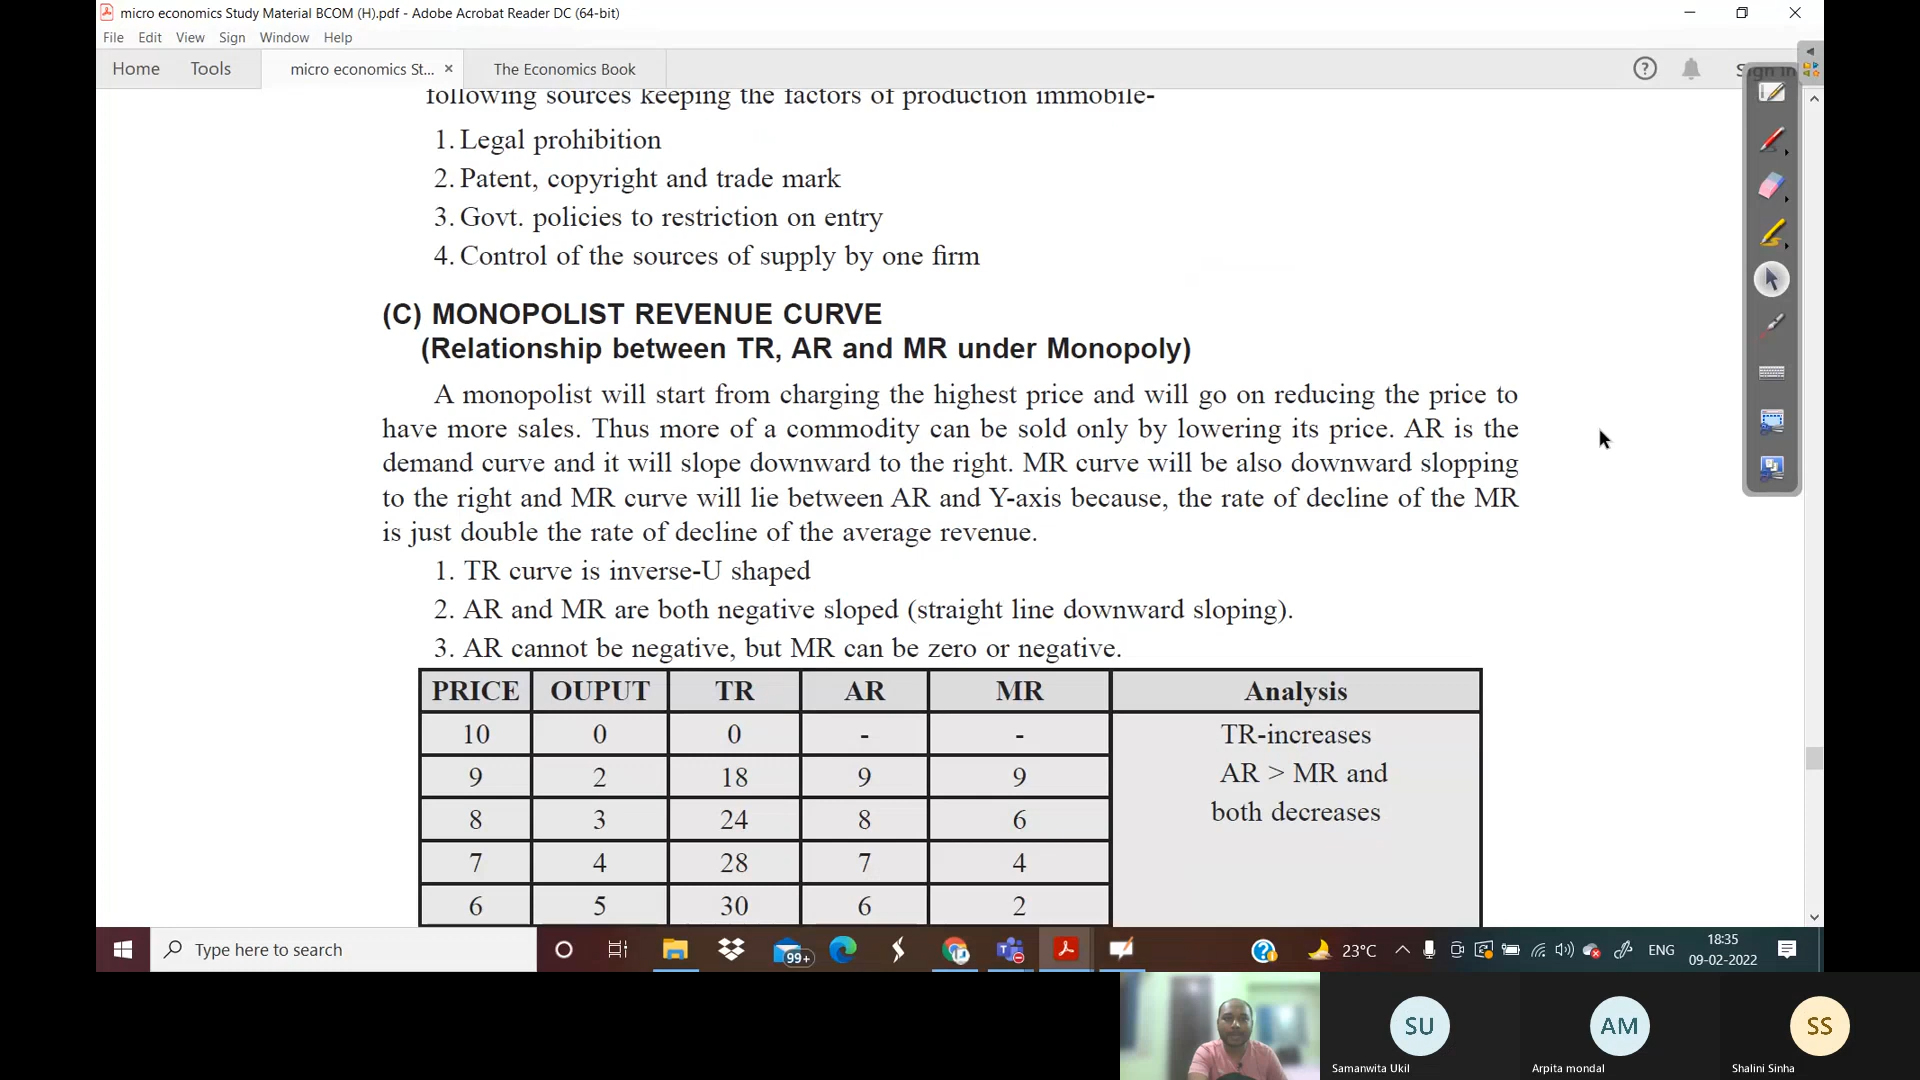 micro economics Study Material BCOM (H).pdf - Adobe Acrobat Reader DC (64-bit)
File Edit View Sign Window Help
Home Tools micro economics St... × The Economics Book
Sign In
following sources keeping the factors of production immobile-
1. Legal prohibition
2. Patent, copyright and trade mark
3. Govt. policies to restriction on entry
4. Control of the sources of supply by one firm
(C) MONOPOLIST REVENUE CURVE
(Relationship between TR, AR and MR under Monopoly)
A monopolist will start from charging the highest price and will go on reducing the price to
have more sales. Thus more of a commodity can be sold only by lowering its price. AR is the
demand curve and it will slope downward to the right. MR curve will be also downward slopping
to the right and MR curve will lie between AR and Y-axis because, the rate of decline of the MR
is just double the rate of decline of the average revenue.
1. TR curve is inverse-U shaped
2. AR and MR are both negative sloped (straight line downward sloping).
3. AR cannot be negative, but MR can be zero or negative.
PRICE OUPUT TR AR MR Analysis
10 0 0 - - TR-increases
9 2 18 9 9 AR > MR and
8 3 24 8 6 both decreases
7 4 28 7 4
6 5 30 6 2
Type here to search
99+
23°C
ENG
18:35
09-02-2022
SU AM SS
Samanwita Ukil Arpita mondal Shalini Sinha